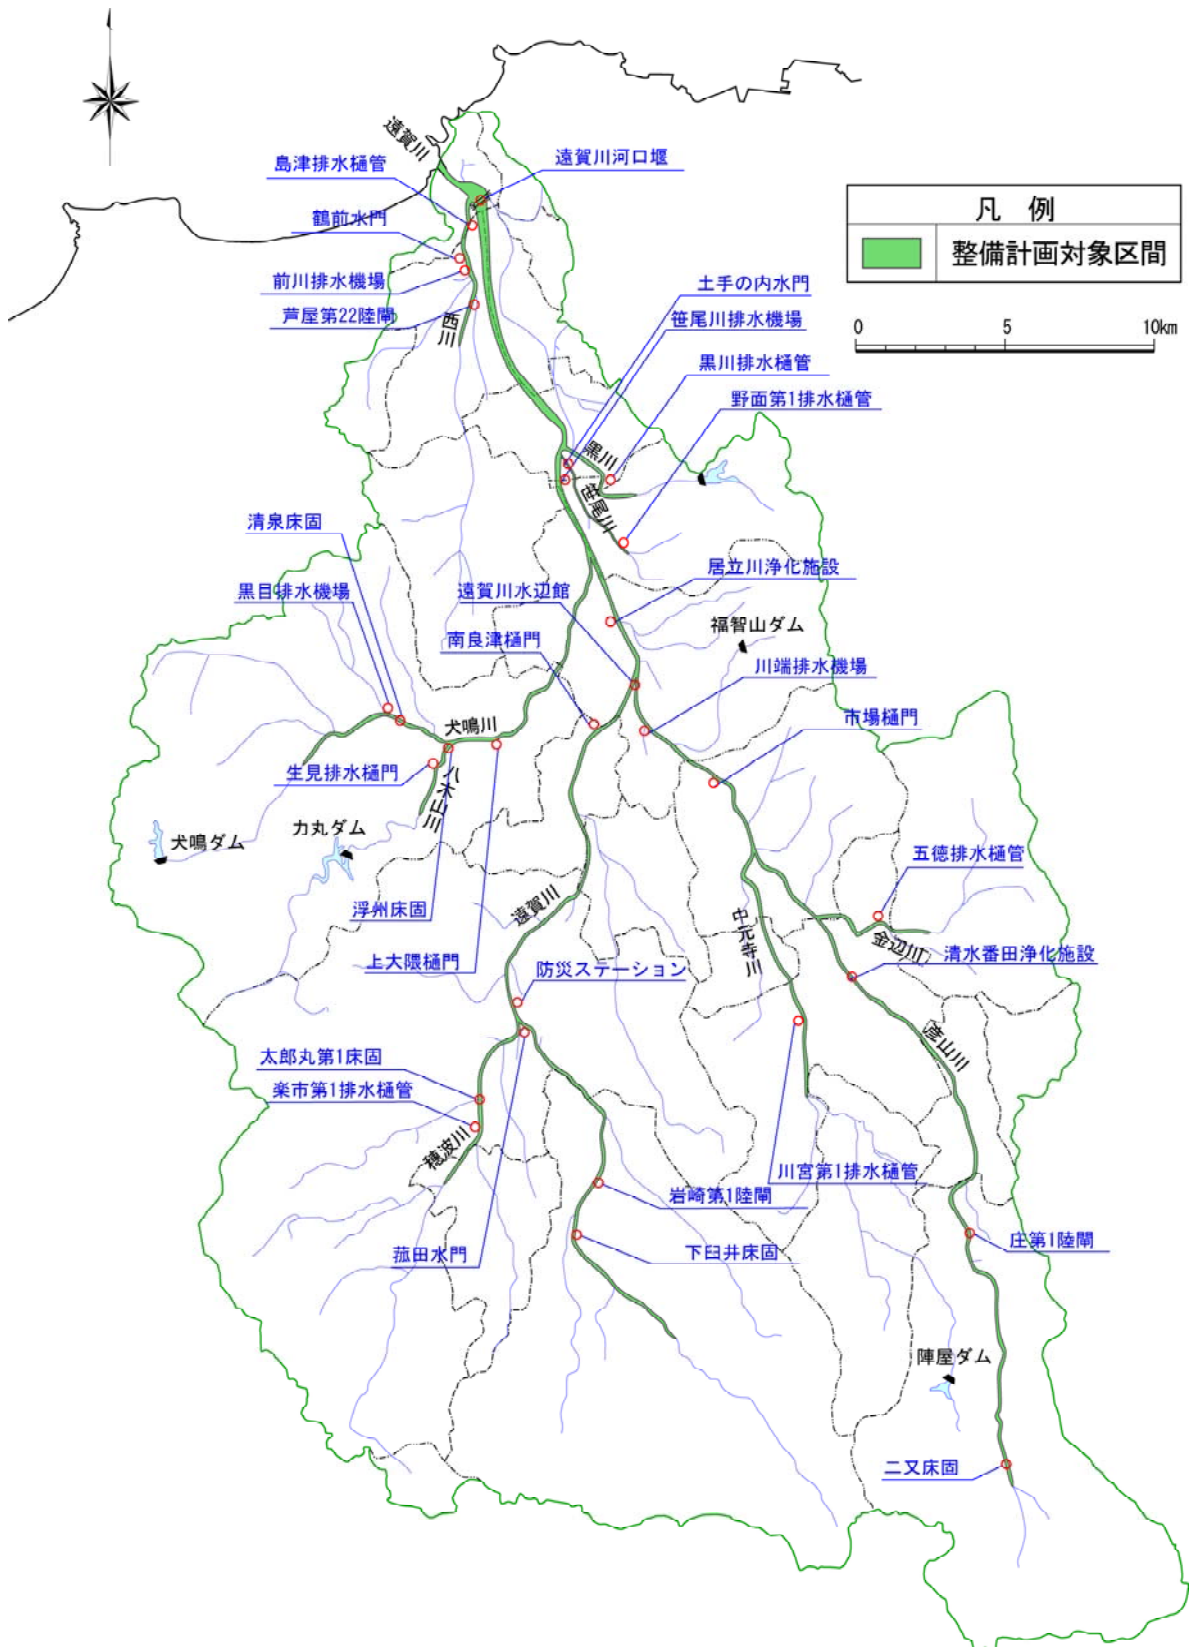 遠賀川
島津排水樋管
遠賀川河口堰
鶴前水門
前川排水機場
芦屋第22陸閘
西川
凡 例
整備計画対象区間
0 5 10km
土手の内水門
笹尾川排水機場
黒川排水樋管
野面第1排水樋管
黒川
笹尾川
清泉床固
黒目排水機場
遠賀川水辺館
居立川浄化施設
南良津樋門
福智山ダム
川端排水機場
市場樋門
犬鳴川
生見排水樋門
八木山川
犬鳴ダム
力丸ダム
浮州床固
上大隈樋門
遠賀川
五徳排水樋管
中元寺川
金辺川
清水番田浄化施設
防災ステーション
彦山川
太郎丸第1床固
楽市第1排水樋管
穂波川
川宮第1排水樋管
岩崎第1陸閘
菰田水門
下臼井床固
庄第1陸閘
陣屋ダム
二又床固